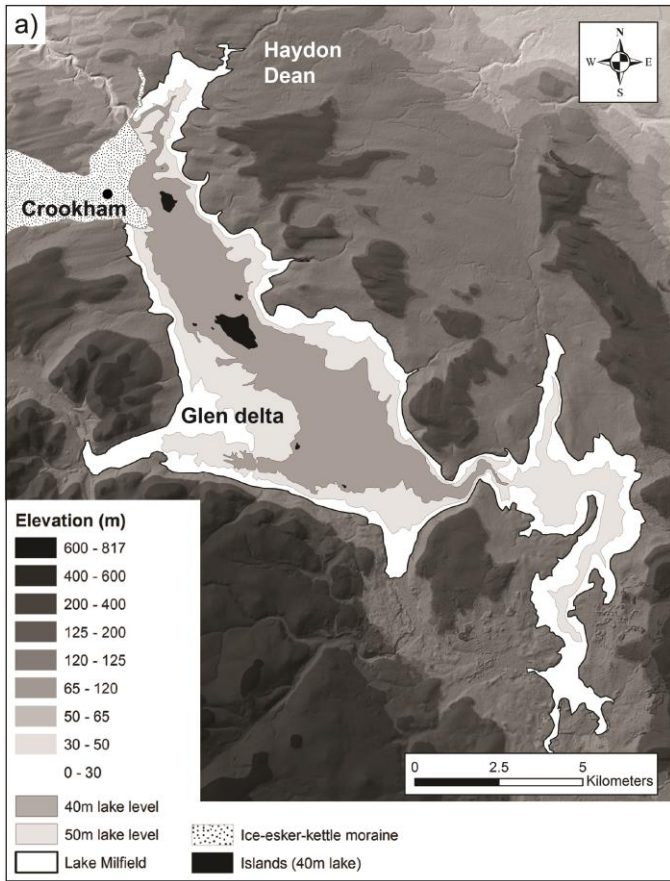 a)
Haydon
Dean
N
W E
S
Crookham
Glen delta
Elevation (m)
600 - 817
400 - 600
200 - 400
125 - 200
120 - 125
65 - 120
50 - 65
30 - 50
0 - 30
0 2.5 5
Kilometers
40m lake level
50m lake level
Ice-esker-kettle moraine
Lake Milfield
Islands (40m lake)